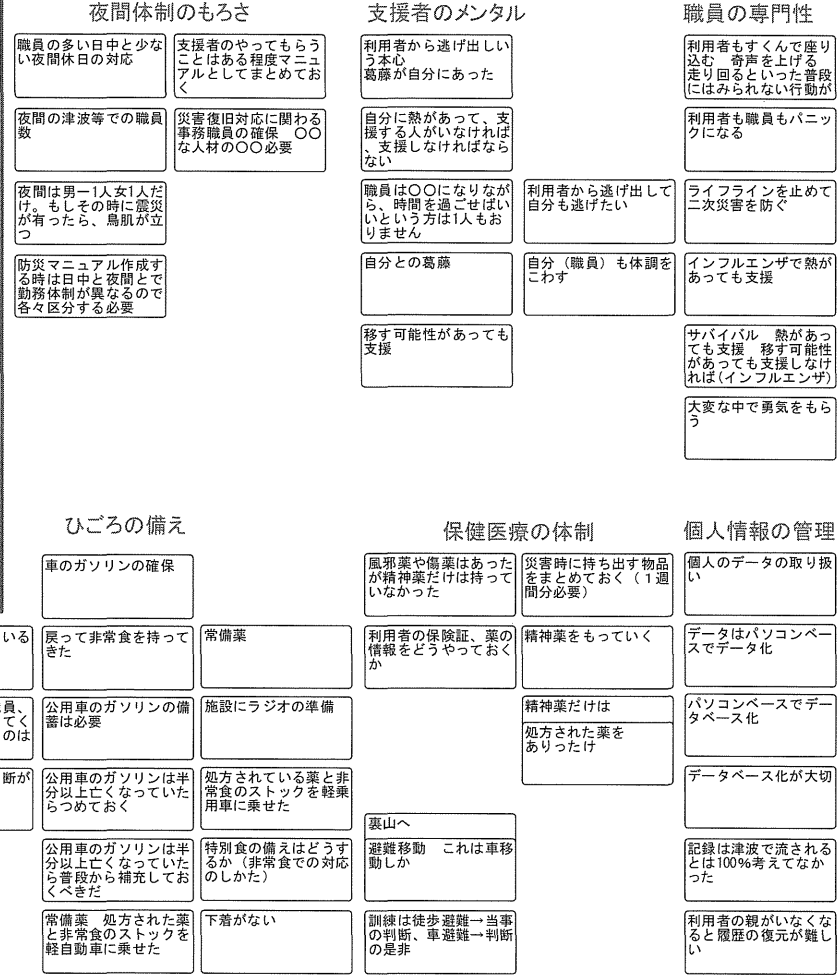 夜間体制のもろさ
職員の多い日中と少な
い夜間休日の対応
支援者のやってもらう
ことはある程度マニュ
アルとしてまとめてお
く
夜間の津波等での職員
数
災害復旧対応に関わる
事務職員の確保　〇〇
な人材の〇〇必要
夜間は男ー1人女1人だ
け。もしその時に震災
が有ったら、鳥肌が立
つ
防災マニュアル作成す
る時は日中と夜間とで
勤務体制が異なるので
各々区分する必要
支援者のメンタル
利用者から逃げ出しい
う本心
葛藤が自分にあった
自分に熱があって、支
援する人がいなければ
、支援しなければなら
ない
職員は〇〇になりなが
ら、時間を過ごせばい
いという方は1人もお
りません
利用者から逃げ出して
自分も逃げたい
自分との葛藤
自分（職員）も体調を
こわす
移す可能性があっても
支援
職員の専門性
利用者もすくんで座り
込む　奇声を上げる
走り回るといった普段
にはみられない行動が
利用者も職員もパニッ
クになる
ライフラインを止めて
二次災害を防ぐ
インフルエンザで熱が
あっても支援
サバイバル　熱があっ
ても支援　移す可能性
があっても支援しなけ
れば(インフルエンザ)
大変な中で勇気をもら
う
ひごろの備え
車のガソリンの確保
いる
戻って非常食を持って
きた
常備薬
員、
てく
のは
公用車のガソリンの備
蓄は必要
施設にラジオの準備
断が
公用車のガソリンは半
分以上亡くなっていた
らつめておく
処方されている薬と非
常食のストックを軽乗
用車に乗せた
公用車のガソリンは半
分以上亡くなっていた
ら普段から補充してお
くべきだ
特別食の備えはどうす
るか（非常食での対応
のしかた）
常備薬　処方された薬
と非常食のストックを
軽自動車に乗せた
下着がない
保健医療の体制
風邪薬や傷薬はあった
が精神薬だけは持って
いなかった
災害時に持ち出す物品
をまとめておく（１週
間分必要）
利用者の保険証、薬の
情報をどうやっておく
か
精神薬をもっていく
精神薬だけは
処方された薬を
ありったけ
裏山へ
避難移動　これは車移
動しか
訓練は徒歩避難→当事
の判断、車避難→判断
の是非
個人情報の管理
個人のデータの取り扱
い
データはパソコンベー
スでデータ化
パソコンベースでデー
タベース化
データベース化が大切
記録は津波で流される
とは100％考えてなか
った
利用者の親がいなくな
ると履歴の復元が難し
い